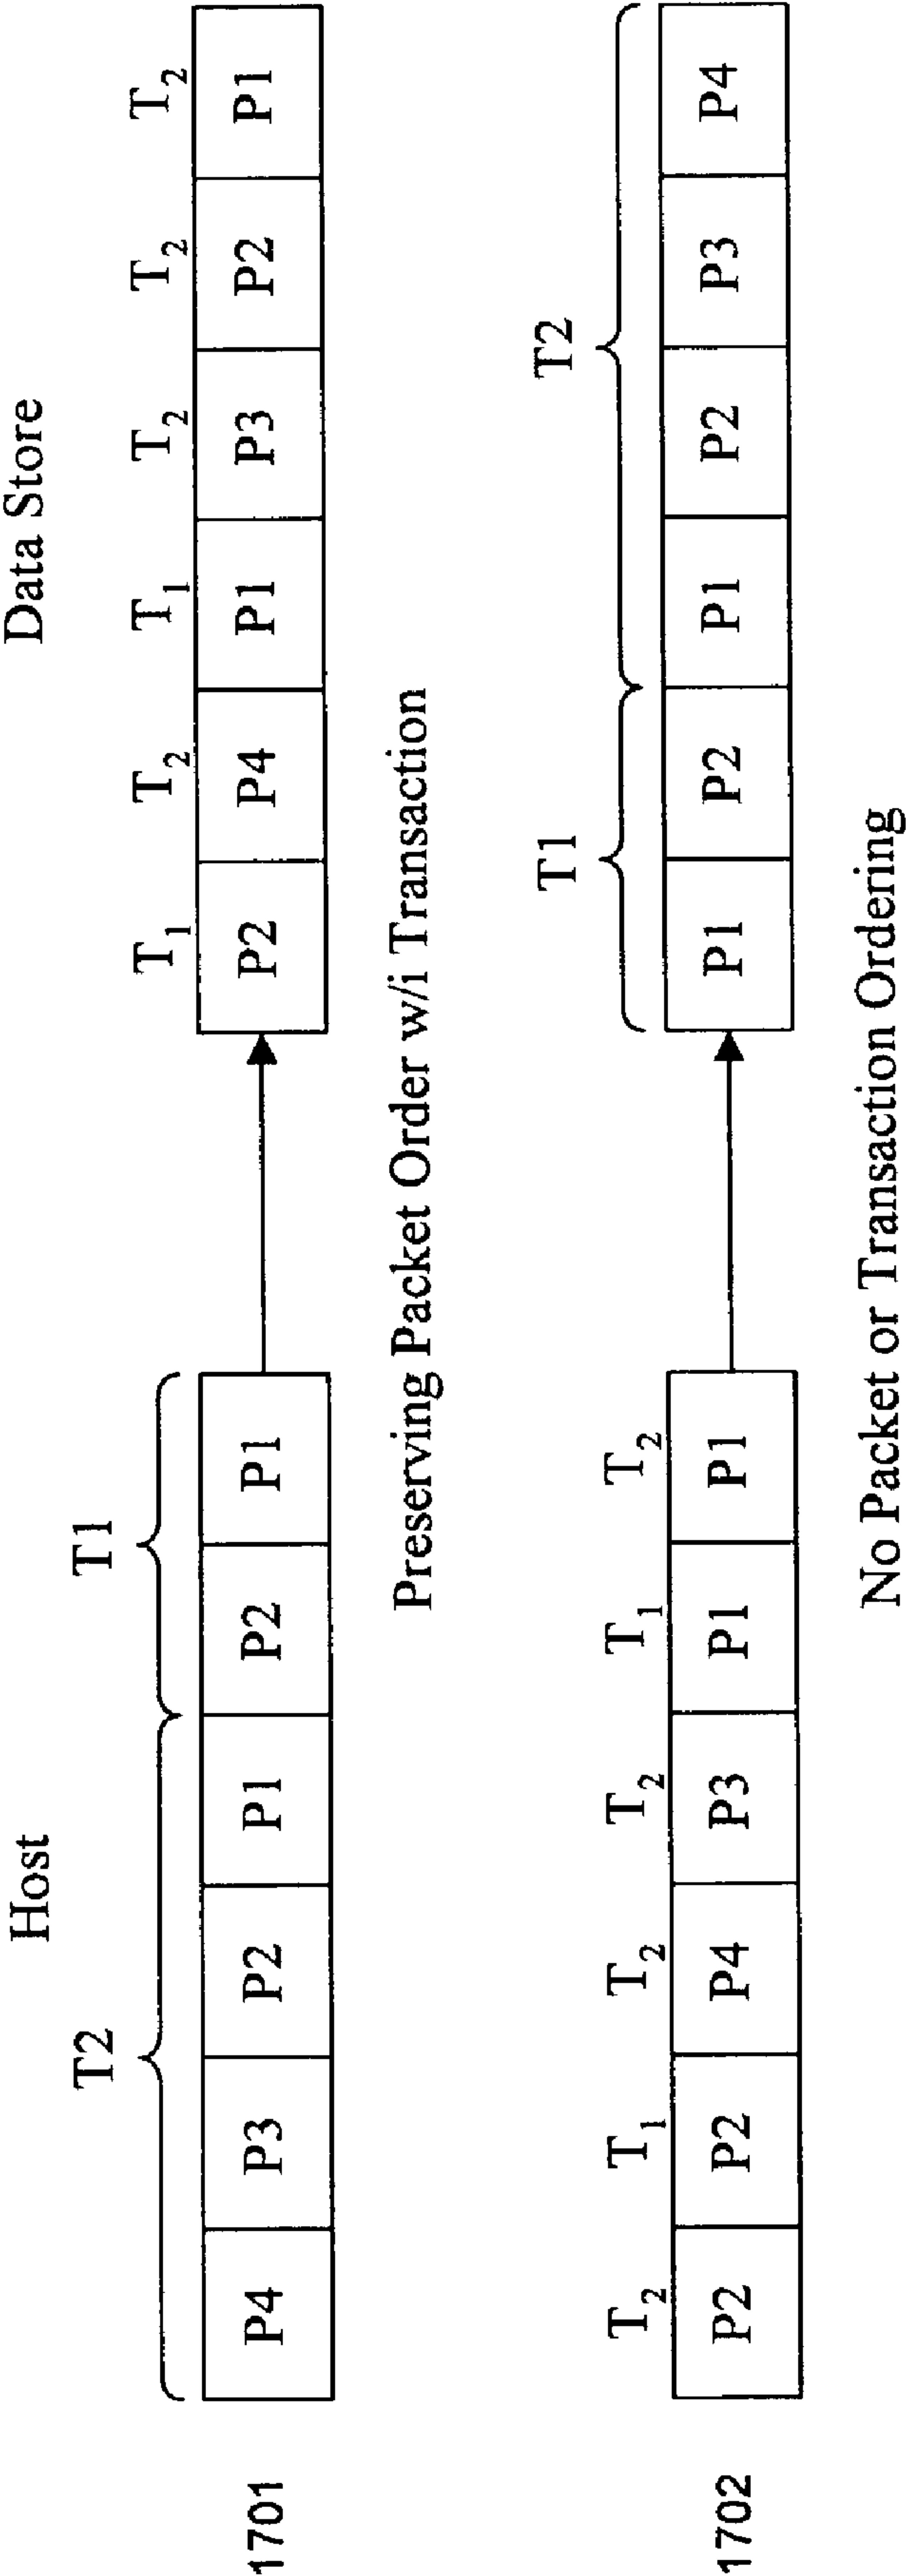 Host Data Store
T2 T1 T₁ T₂ T₁ T₂ T₂ T₂
1701 P4 P3 P2 P1 P2 P1 P2 P4 P1 P3 P2 P1
Preserving Packet Order w/i Transaction
T₂ T₁ T₂ T₂ T₁ T₂ T1 T2
1702 P2 P2 P4 P3 P1 P1 P1 P2 P1 P2 P3 P4
No Packet or Transaction Ordering